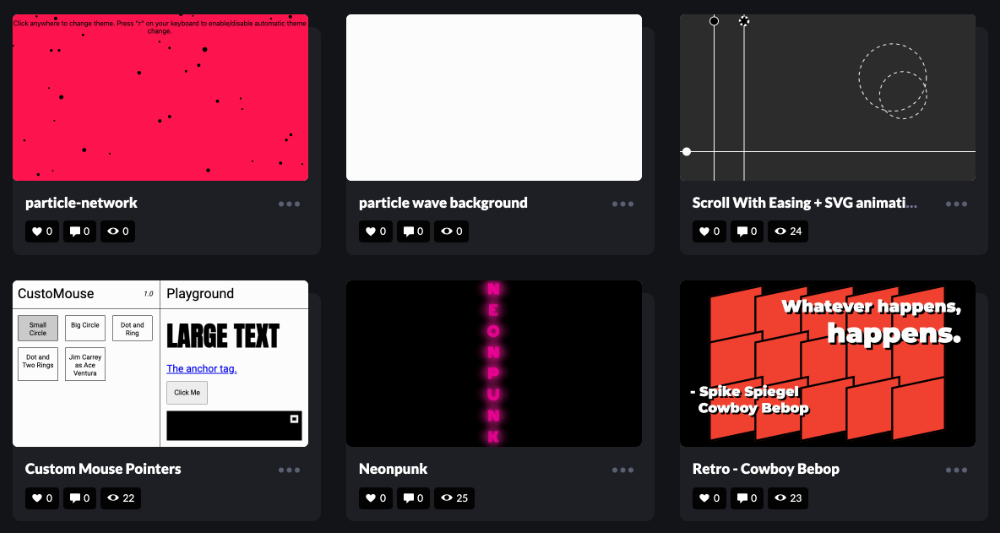 Click anywhere to change theme. Press "r" on your keyboard to enable/disable automatic theme
change.
particle-network
0 0 0
particle wave background
0 0 0
Scroll With Easing + SVG animati...
0 0 24
CustoMouse 1.0
Small
Circle
Big Circle
Dot and
Ring
Dot and
Two Rings
Jim Carrey
as Ace
Ventura
Playground
LARGE TEXT
The anchor tag.
Click Me
Custom Mouse Pointers
0 0 22
NEONPUNK
Neonpunk
0 0 25
Whatever happens,
happens.
- Spike Spiegel
Cowboy Bebop
Retro - Cowboy Bebop
0 0 23